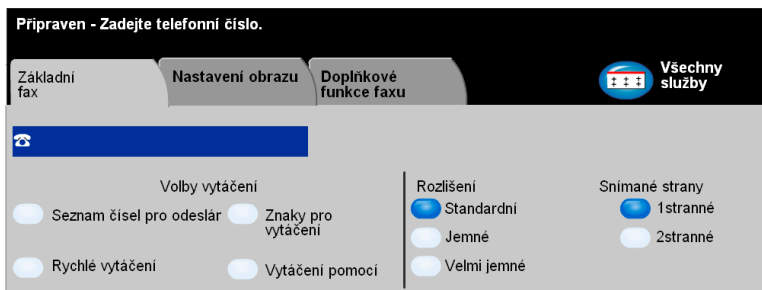 Připraven - Zadejte telefonní číslo.
Základní
fax
Nastavení obrazu
Doplňkové
funkce faxu
Všechny
služby
Volby vytáčení
Seznam čísel pro odeslár
Znaky pro
vytáčení
Rychlé vytáčení
Vytáčení pomocí
Rozlišení
Standardní
Jemné
Velmi jemné
Snímané strany
1stranné
2stranné